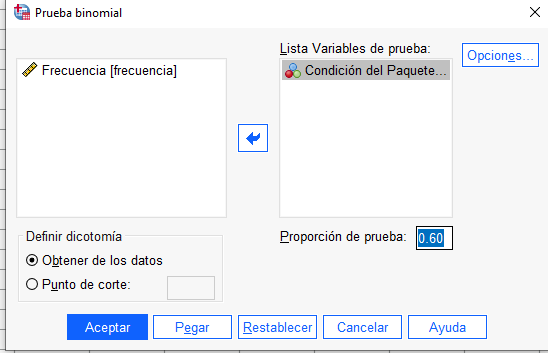 Prueba binomial
Lista Variables de prueba:
Frecuencia [frecuencia]
Condición del Paquete...
Opciones...
Definir dicotomía
Obtener de los datos
Punto de corte:
Proporción de prueba: 0.60
Aceptar Pegar Restablecer Cancelar Ayuda